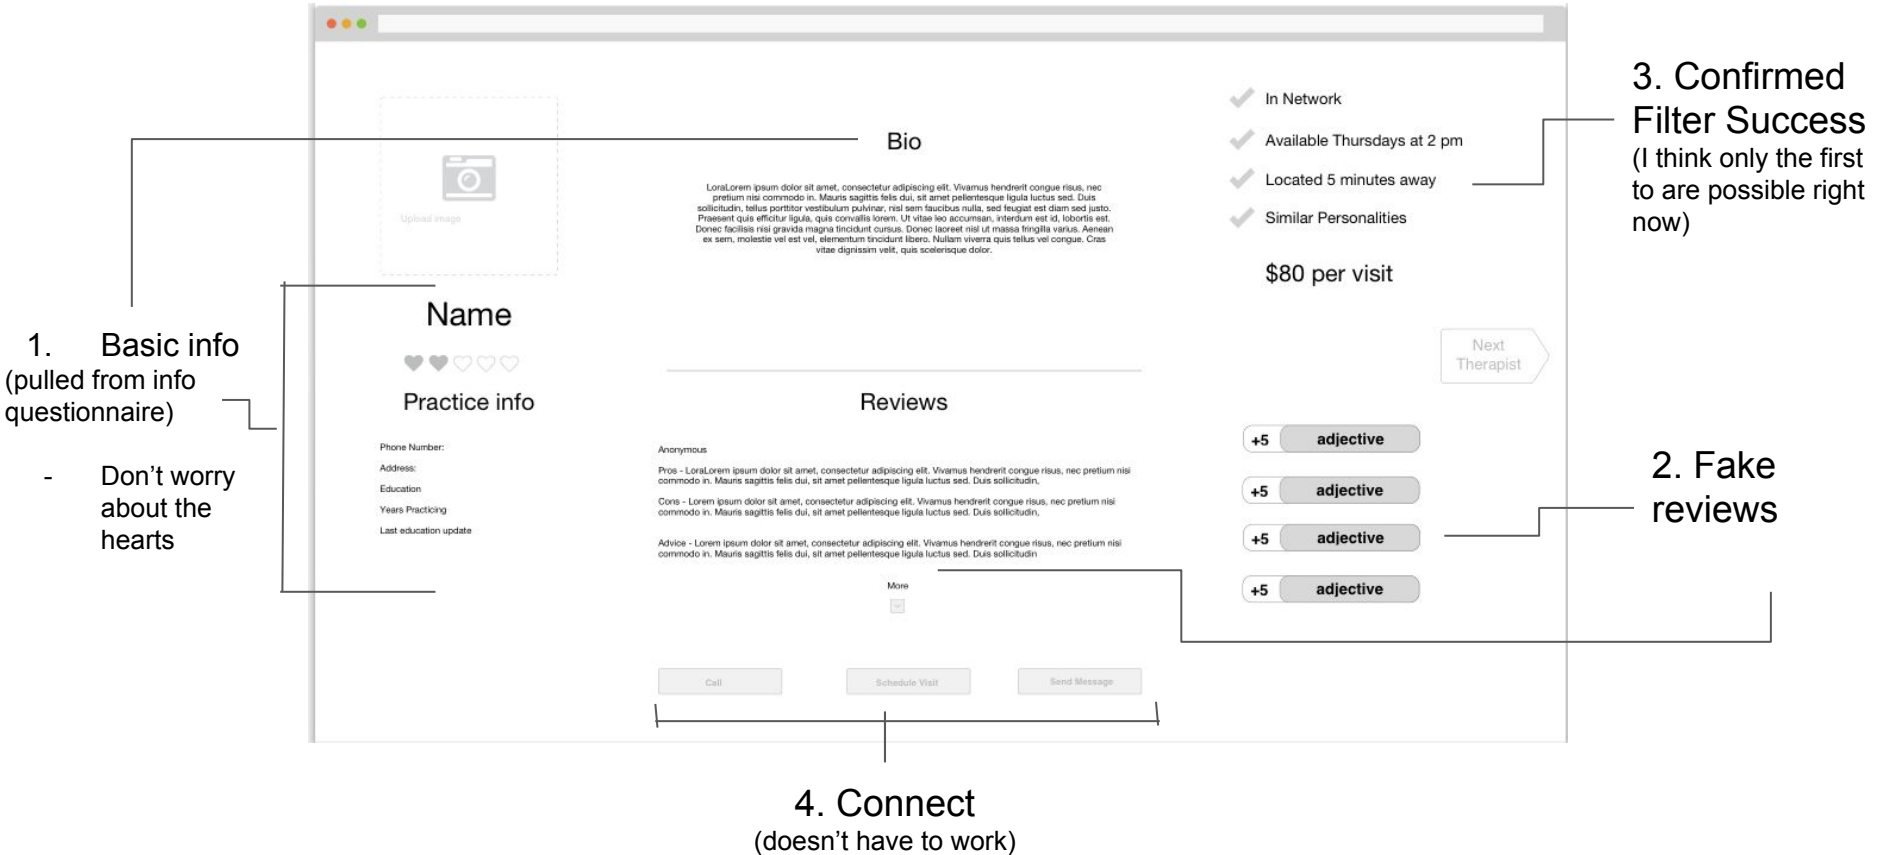 3. Confirmed
Filter Success
(I think only the first
to are possible right
now)
In Network
Available Thursdays at 2 pm
Located 5 minutes away
Similar Personalities
$80 per visit
Upload image
Bio
LoraLorem ipsum dolor sit amet, consectetur adipiscing elit. Vivamus hendrerit congue risus, nec
pretium nisi commodo in. Mauris sagittis felis dui, sit amet pellentesque ligula luctus sed. Duis
sollicitudin, tellus porttitor vestibulum pulvinar, nisl sem faucibus nulla, sed feugiat est diam sed justo.
Praesent quis efficitur ligula, quis convallis lorem. Ut vitae leo accumsan, interdum est id, lobortis est.
Donec facilisis nisi gravida magna tincidunt cursus. Donec laoreet nisl ut massa fringilla varius. Aenean
ex sem, molestie vel est vel, elementum tincidunt libero. Nullam viverra quis tellus vel congue. Cras
vitae dignissim velit, quis scelerisque dolor.
1. Basic info
(pulled from info
questionnaire)
- Don't worry
about the
hearts
Name
Practice info
Phone Number:
Address:
Education
Years Practicing
Last education update
Reviews
Anonymous
Pros - LoraLorem ipsum dolor sit amet, consectetur adipiscing elit. Vivamus hendrerit congue risus, nec pretium nisi
commodo in. Mauris sagittis felis dui, sit amet pellentesque ligula luctus sed. Duis sollicitudin,
Cons - Lorem ipsum dolor sit amet, consectetur adipiscing elit. Vivamus hendrerit congue risus, nec pretium nisi
commodo in. Mauris sagittis felis dui, sit amet pellentesque ligula luctus sed. Duis sollicitudin,
Advice - Lorem ipsum dolor sit amet, consectetur adipiscing elit. Vivamus hendrerit congue risus, nec pretium nisi
commodo in. Mauris sagittis felis dui, sit amet pellentesque ligula luctus sed. Duis sollicitudin
More
Next
Therapist
+5 adjective
+5 adjective
+5 adjective
+5 adjective
2. Fake
reviews
Call
Schedule Visit
Send Message
4. Connect
(doesn't have to work)